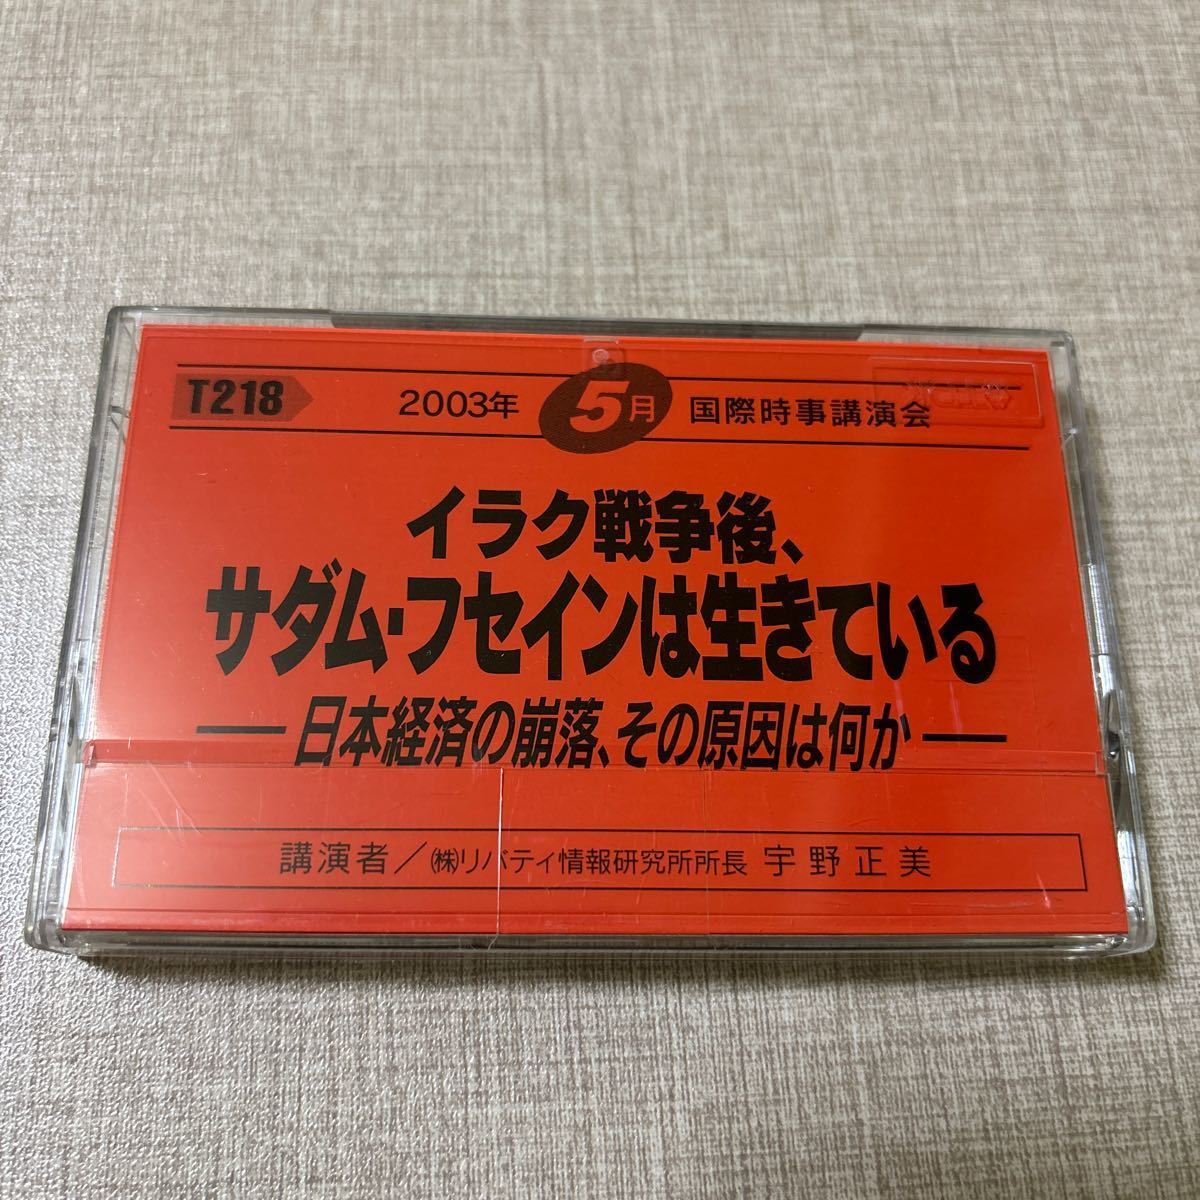 T218
2003年 5月 国際時事講演会
イラク戦争後、
サダム・フセインは生きている
― 日本経済の崩落、その原因は何か ―
講演者／㈱リバティ情報研究所所長 宇野正美